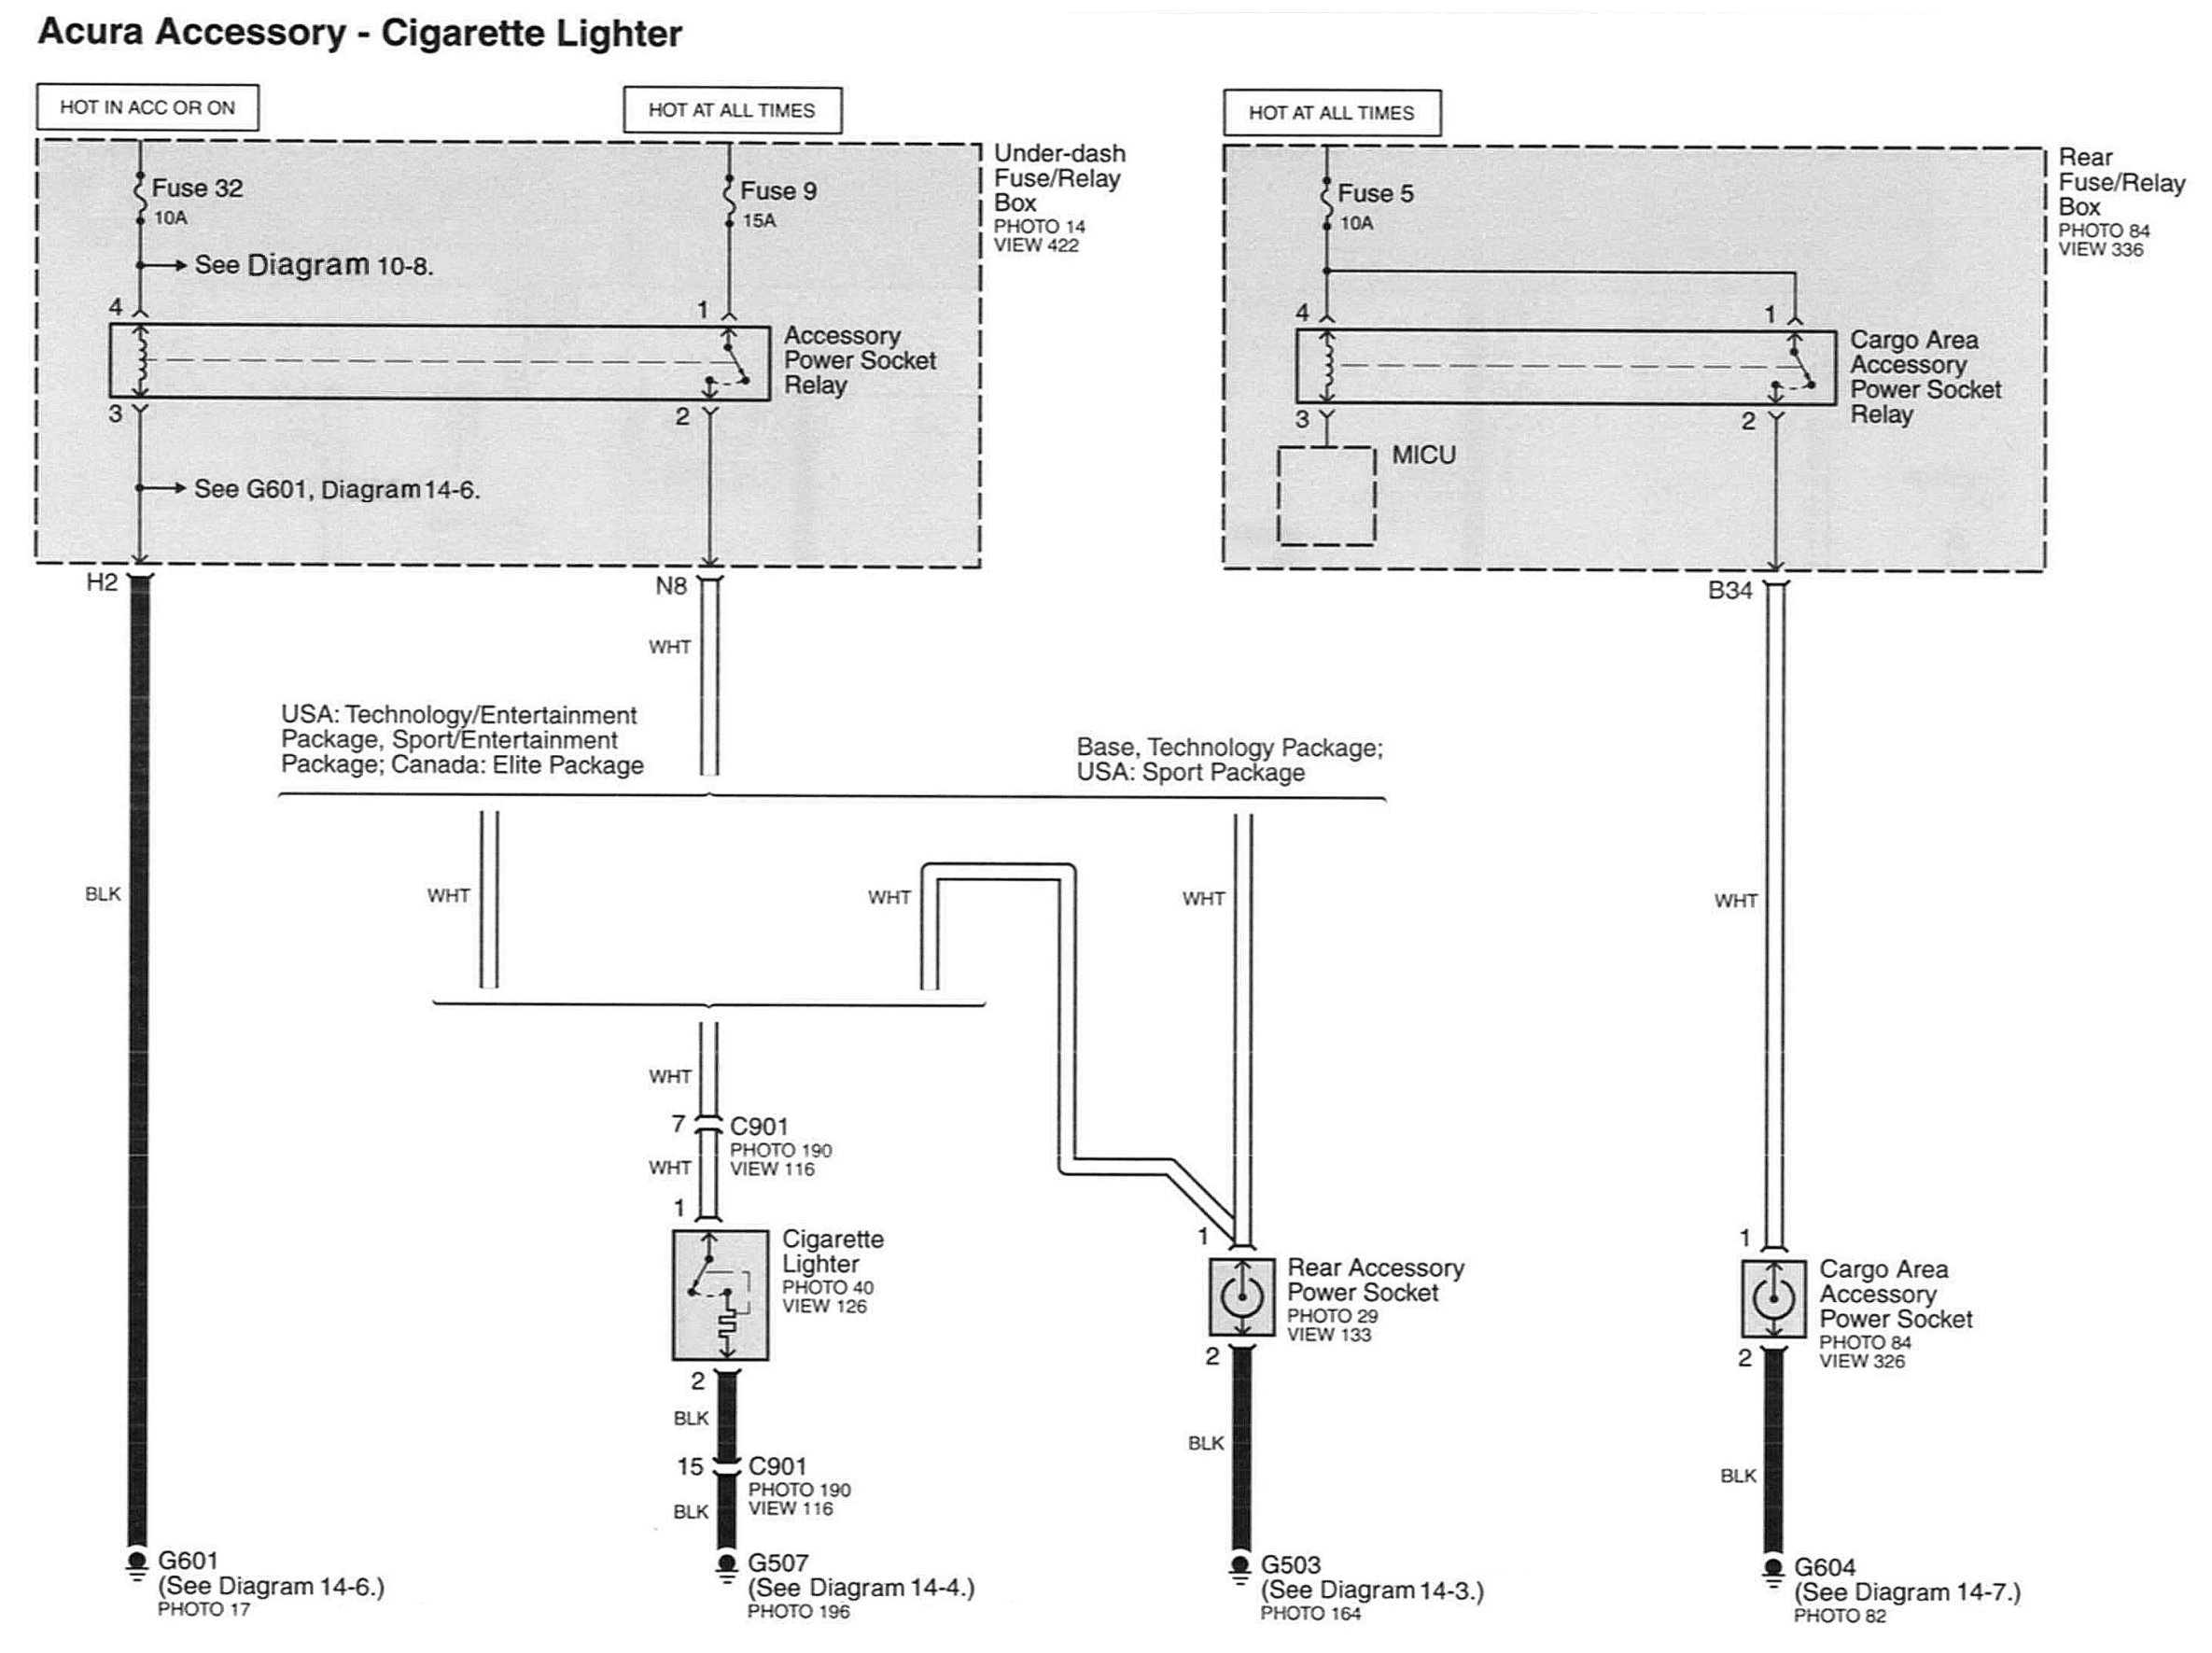 Acura Accessory - Cigarette Lighter
HOT IN ACC OR ON
HOT AT ALL TIMES
HOT AT ALL TIMES
Fuse 32
10A
See Diagram 10-8.
Fuse 9
15A
Under-dash
Fuse/Relay
Box
PHOTO 14
VIEW 422
Fuse 5
10A
Rear
Fuse/Relay
Box
PHOTO 84
VIEW 336
4
1
Accessory
Power Socket
Relay
3
2
See G601, Diagram 14-6.
4
1
Cargo Area
Accessory
Power Socket
Relay
3
2
MICU
H2
N8
B34
WHT
USA: Technology/Entertainment
Package, Sport/Entertainment
Package; Canada: Elite Package
Base, Technology Package;
USA: Sport Package
BLK
WHT
WHT
WHT
WHT
WHT
7
C901
PHOTO 190
VIEW 116
WHT
1
Cigarette
Lighter
PHOTO 40
VIEW 126
2
BLK
15
C901
PHOTO 190
VIEW 116
BLK
1
Rear Accessory
Power Socket
PHOTO 29
VIEW 133
2
BLK
1
Cargo Area
Accessory
Power Socket
PHOTO 84
VIEW 326
2
BLK
G601
(See Diagram 14-6.)
PHOTO 17
G507
(See Diagram 14-4.)
PHOTO 196
G503
(See Diagram 14-3.)
PHOTO 164
G604
(See Diagram 14-7.)
PHOTO 82